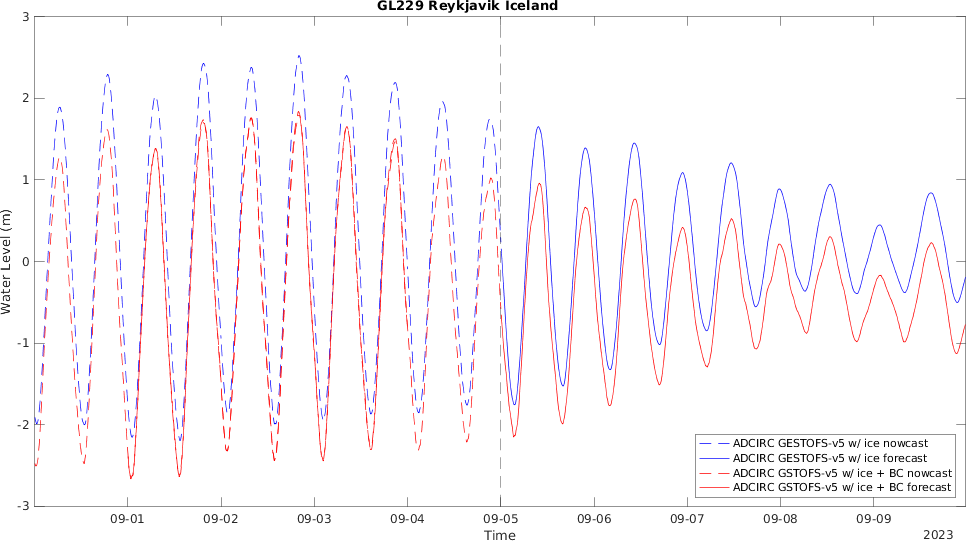 GL229 Reykjavik Iceland
3
2
1
0
-1
-2
-3
Water Level (m)
09-01 09-02 09-03 09-04 09-05 09-06 09-07 09-08 09-09
Time
2023
ADCIRC GESTOFS-v5 w/ ice nowcast
ADCIRC GESTOFS-v5 w/ ice forecast
ADCIRC GSTOFS-v5 w/ ice + BC nowcast
ADCIRC GSTOFS-v5 w/ ice + BC forecast